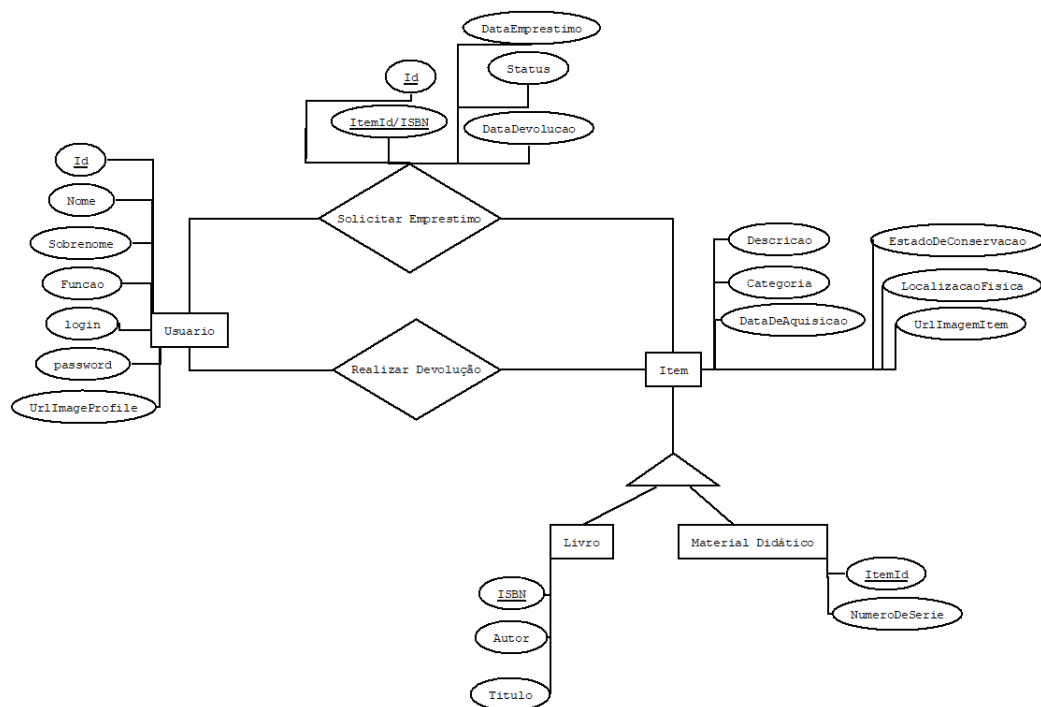 DataEmprestimo
Status
Id
ItemId/ISBN
DataDevolucao
Id
Nome
Sobrenome
Funcao
login
password
UrlImageProfile
Usuario
Solicitar Emprestimo
Realizar Devolução
Descricao
Categoria
DataDeAquisicao
EstadoDeConservacao
LocalizacaoFisica
UrlImagemItem
Item
Livro
Material Didático
ISBN
Autor
Titulo
ItemId
NumeroDeSerie